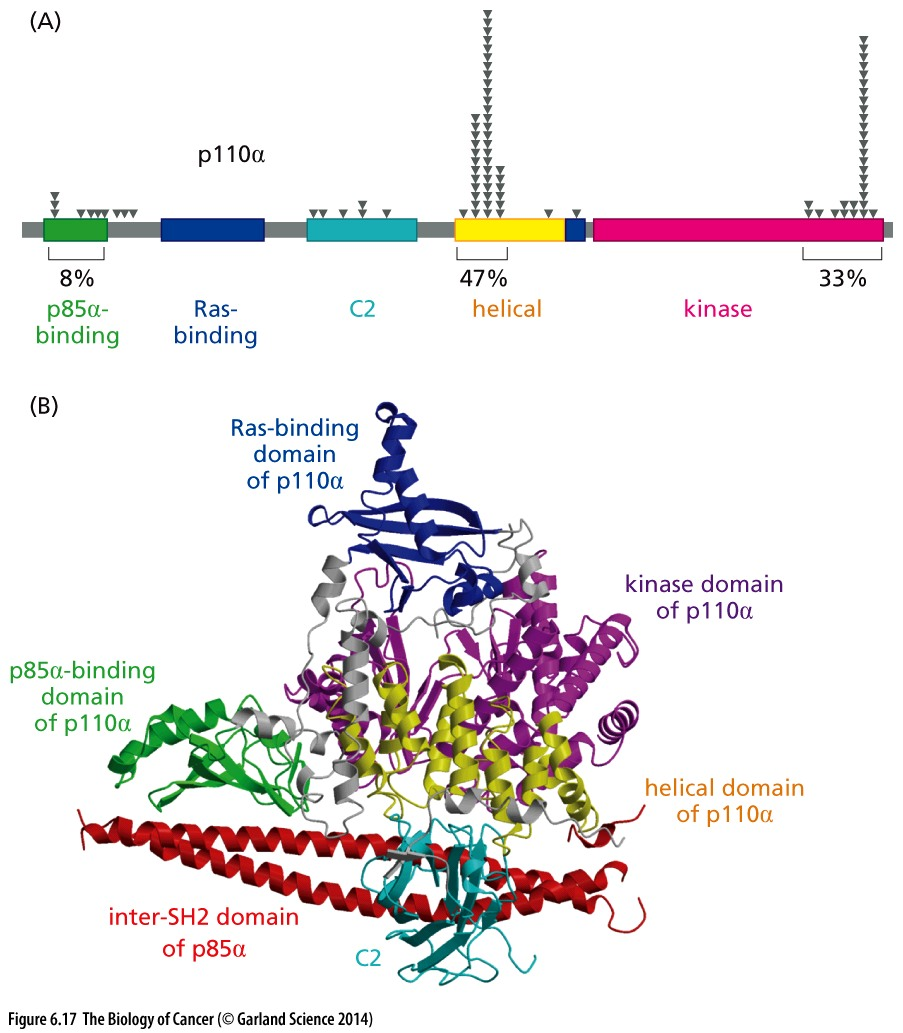 (A)
p110α
8%
47%
33%
p85α-
binding
Ras-
binding
C2
helical
kinase
(B)
Ras-binding
domain
of p110α
kinase domain
of p110α
p85α-binding
domain
of p110α
helical domain
of p110α
inter-SH2 domain
of p85α
C2
Figure 6.17 The Biology of Cancer (© Garland Science 2014)